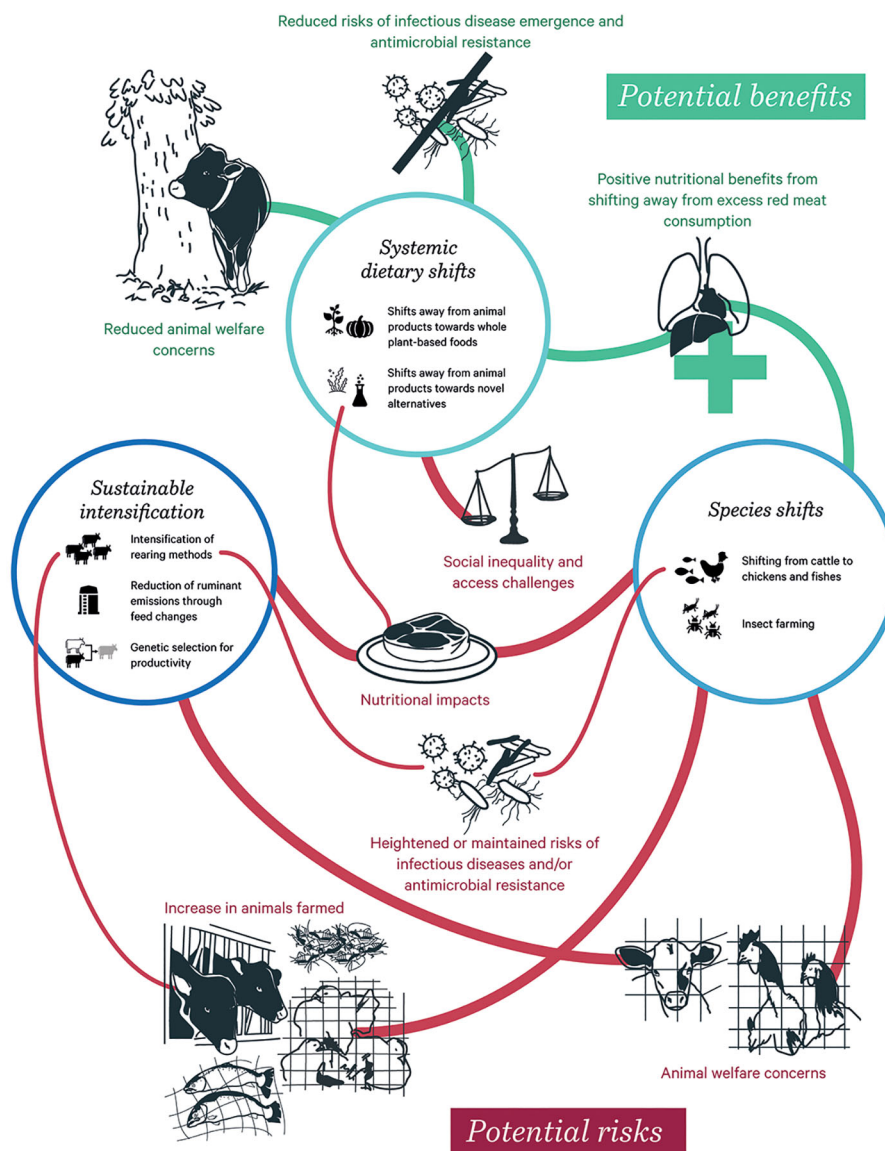 Reduced risks of infectious disease emergence and
antimicrobial resistance
Potential benefits
Positive nutritional benefits from
shifting away from excess red meat
consumption
Systemic
dietary shifts
Shifts away from animal
products towards whole
plant-based foods
Shifts away from animal
products towards novel
alternatives
Reduced animal welfare
concerns
Sustainable
intensification
Intensification of
rearing methods
Reduction of ruminant
emissions through
feed changes
Genetic selection for
productivity
Social inequality and
access challenges
Species shifts
Shifting from cattle to
chickens and fishes
Insect farming
Nutritional impacts
Heightened or maintained risks of
infectious diseases and/or
antimicrobial resistance
Increase in animals farmed
Animal welfare concerns
Potential risks